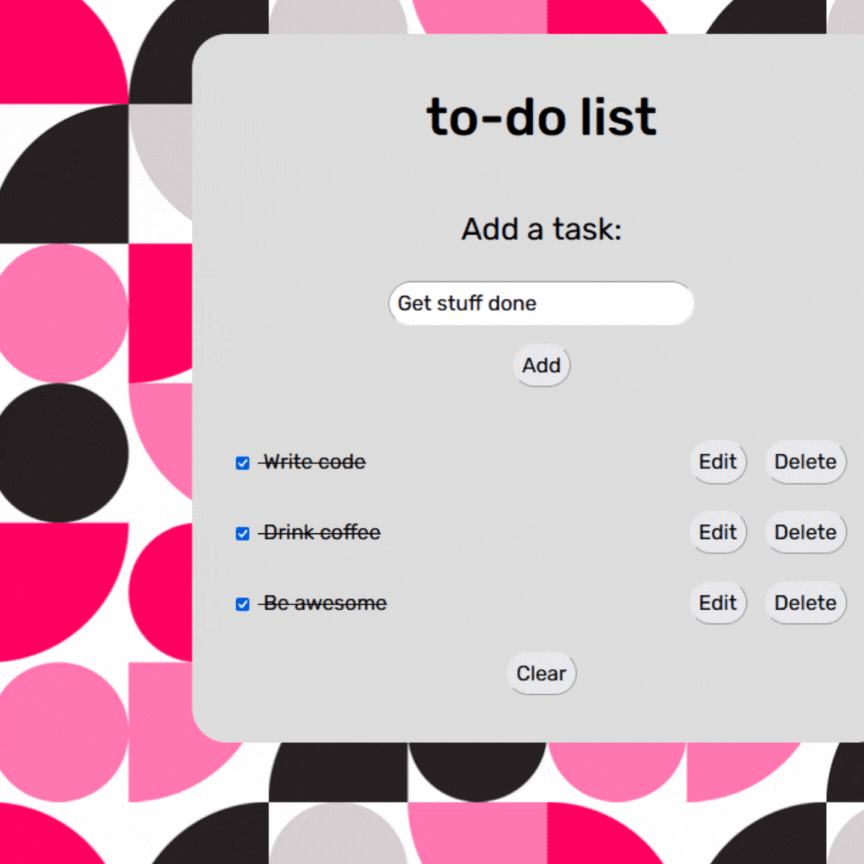 to-do list
Add a task:
Get stuff done
Add
Write code Edit Delete
Drink coffee Edit Delete
Be awesome Edit Delete
Clear